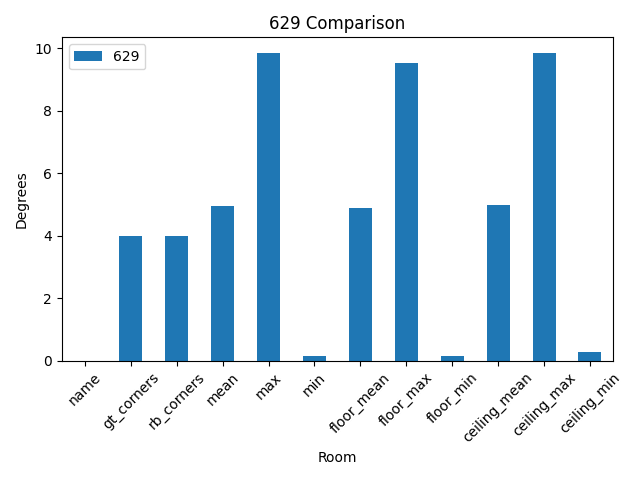 629 Comparison
629
Degrees
10
8
6
4
2
0
name
gt_corners
rb_corners
mean
max
min
floor_mean
floor_max
floor_min
ceiling_mean
ceiling_max
ceiling_min
Room